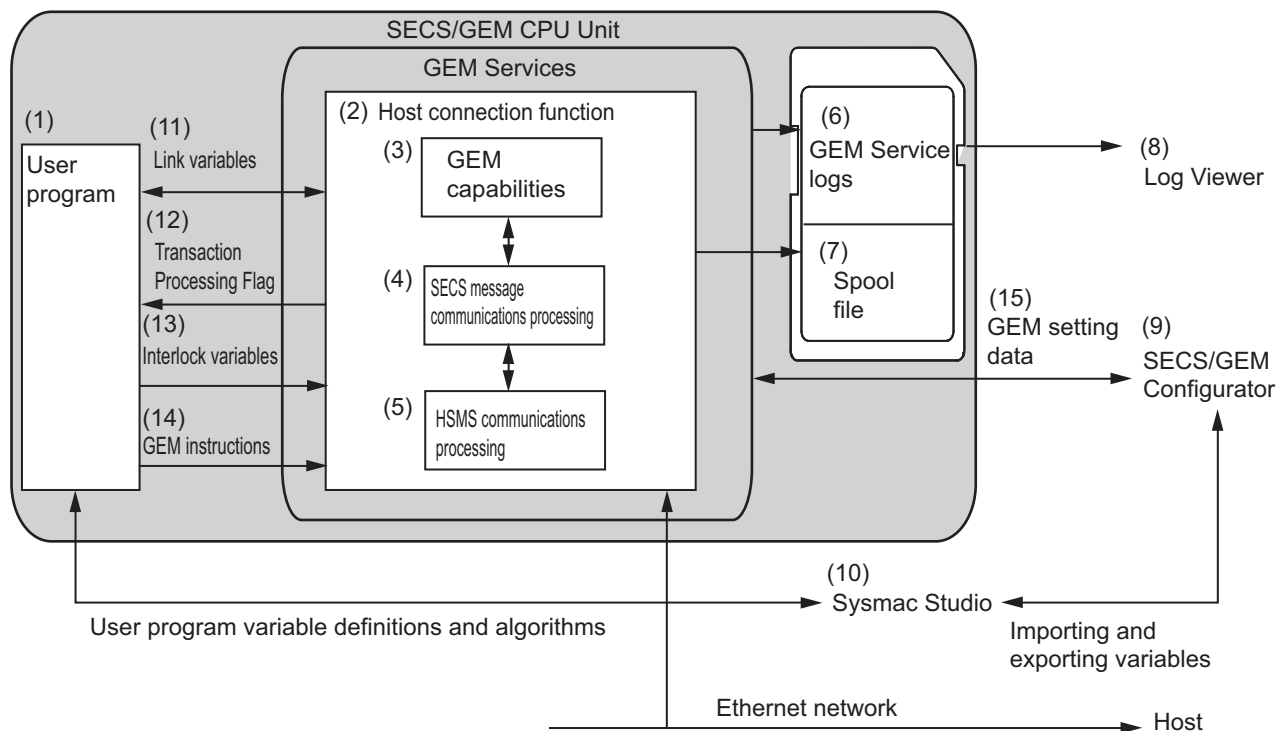 SECS/GEM CPU Unit
GEM Services
(1)
User
program
(11)
Link variables
(12)
Transaction
Processing Flag
(13)
Interlock variables
(14)
GEM instructions
(2) Host connection function
(3)
GEM
capabilities
(4)
SECS message
communications processing
(5)
HSMS communications
processing
(6)
GEM Service
logs
(7)
Spool
file
(8)
Log Viewer
(15)
GEM setting
data
(9)
SECS/GEM
Configurator
(10)
Sysmac Studio
User program variable definitions and algorithms
Importing and
exporting variables
Ethernet network
Host